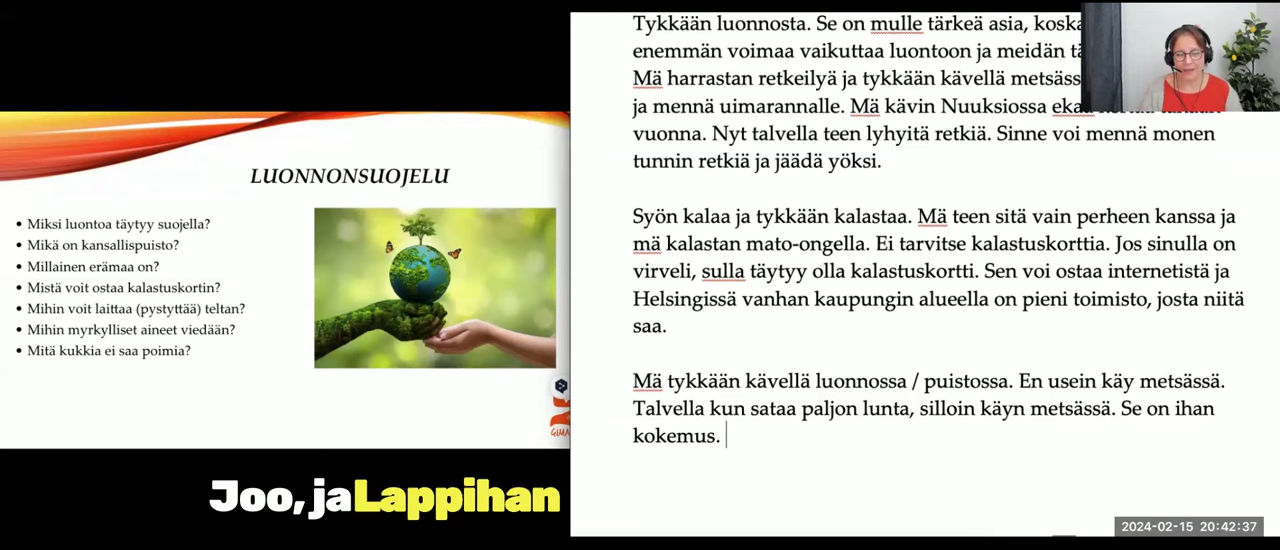 LUONNONSUOJELU
Miksi luontoa täytyy suojella?
Mikä on kansallispuisto?
Millainen erämaa on?
Mistä voit ostaa kalastuskortin?
Mihin voit laittaa (pystyttää) teltan?
Mihin myrkylliset aineet viedään?
Mitä kukkia ei saa poimia?
Joo, ja Lappihan
Tykkään luonnosta. Se on mulle tärkeä asia, koska
enemmän voimaa vaikuttaa luontoon ja meidän
Mä harrastan retkeilyä ja tykkään kävellä
ja mennä uimarannalle. Mä kävin Nuuksiossa
vuonna. Nyt talvella teen lyhyitä retkiä. Sinne voi mennä monen
tunnin retkiä ja jäädä yöksi.
Syön kalaa ja tykkään kalastaa. Mä teen sitä vain perheen kanssa ja
mä kalastan mato-ongella. Ei tarvitse kalastuskorttia. Jos sinulla on
virveli, sulla täytyy olla kalastuskortti. Sen voi ostaa internetistä ja
Helsingissä vanhan kaupungin alueella on pieni toimisto, josta niitä
saa.
Mä tykkään kävellä luonnossa / puistossa. En usein käy metsässä.
Talvella kun sataa paljon lunta, silloin käyn metsässä. Se on ihan
kokemus.
2024-02-15 20:42:37